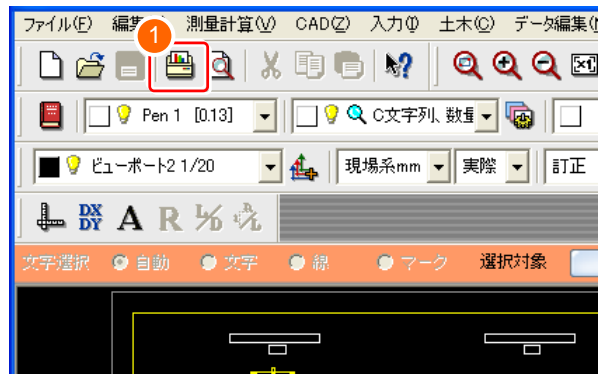 ファイル(F) 編集 測量計算(V) CAD(Z) 入力(I) 土木(C) データ編集(
1
Pen 1 [0.13] C文字列、数量
ビューポート2 1/20 現場系mm 実際 訂正
DX DY A R L/D
文字選択 自動 文字 線 マーク 選択対象